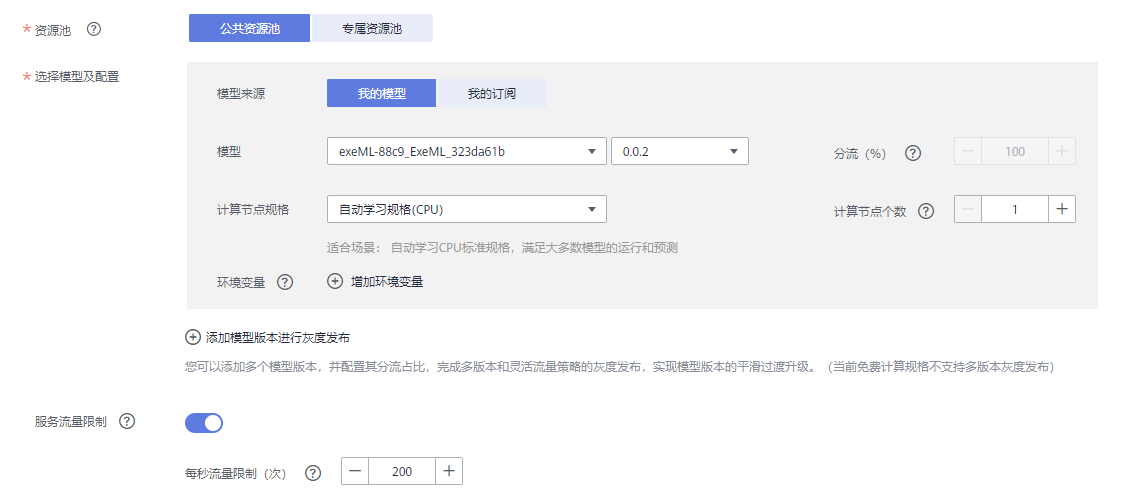 * 资源池 ? 公共资源池 专属资源池
* 选择模型及配置
模型来源 我的模型 我的订阅
模型 exeML-88c9_ExeML_323da61b 0.0.2 分流（%） ? — 100 +
计算节点规格 自动学习规格(CPU) 计算节点个数 ? — 1 +
适合场景： 自动学习CPU标准规格，满足大多数模型的运行和预测
环境变量 ? + 增加环境变量
+ 添加模型版本进行灰度发布
您可以添加多个模型版本，并配置其分流占比，完成多版本和灵活流量策略的灰度发布，实现模型版本的平滑过渡升级。（当前免费计算规格不支持多版本灰度发布）
服务流量限制 ?
每秒流量限制（次） ? — 200 +